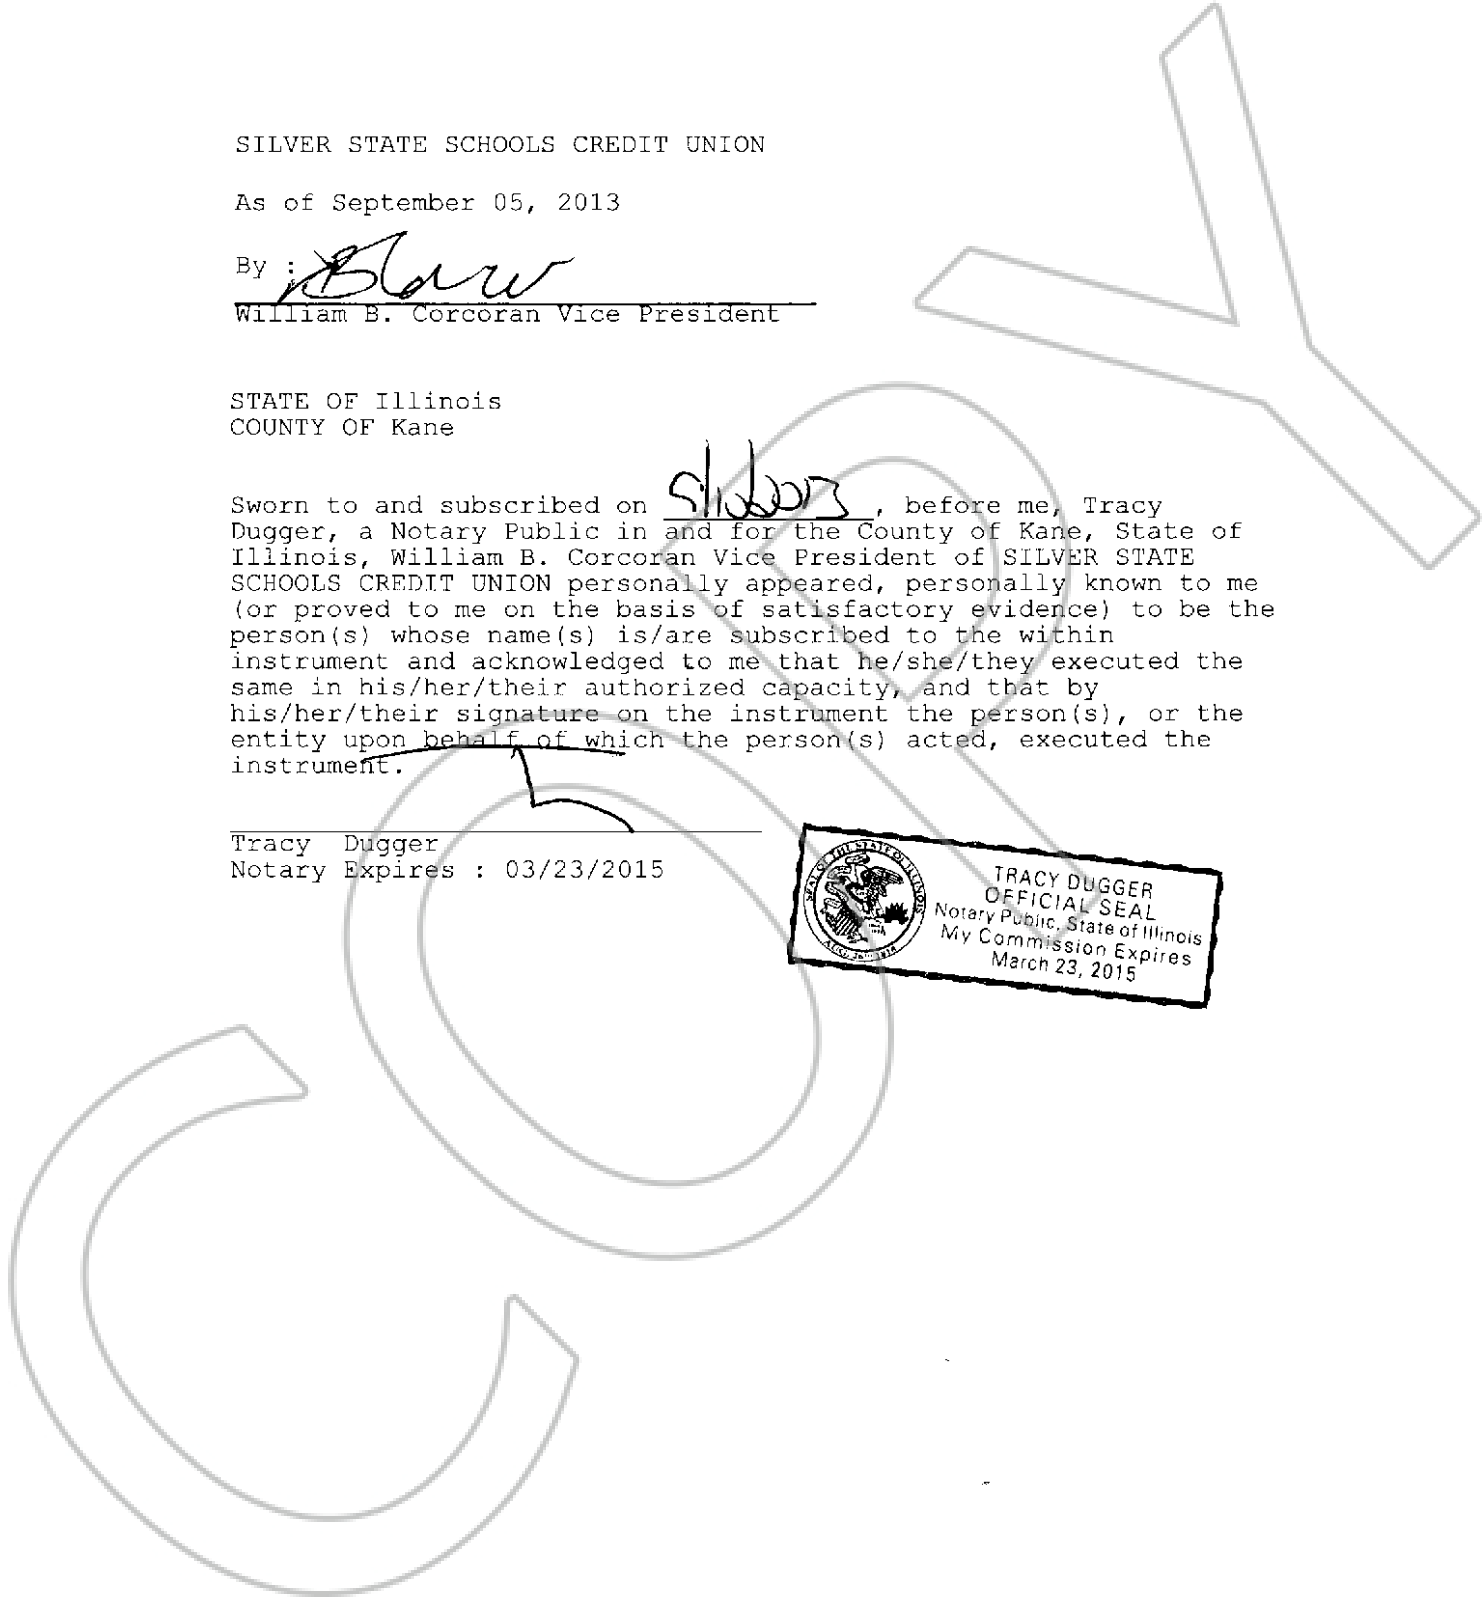 SILVER STATE SCHOOLS CREDIT UNION
As of September 05, 2013
By :
William B. Corcoran Vice President
STATE OF Illinois
COUNTY OF Kane
Sworn to and subscribed on , before me, Tracy
Dugger, a Notary Public in and for the County of Kane, State of
Illinois, William B. Corcoran Vice President of SILVER STATE
SCHOOLS CREDIT UNION personally appeared, personally known to me
(or proved to me on the basis of satisfactory evidence) to be the
person(s) whose name(s) is/are subscribed to the within
instrument and acknowledged to me that he/she/they executed the
same in his/her/their authorized capacity, and that by
his/her/their signature on the instrument the person(s), or the
entity upon behalf of which the person(s) acted, executed the
instrument.
Tracy Dugger
Notary Expires : 03/23/2015
SEAL OF THE STATE OF ILLINOIS
TRACY DUGGER
OFFICIAL SEAL
Notary Public, State of Illinois
My Commission Expires
March 23, 2015
COPY